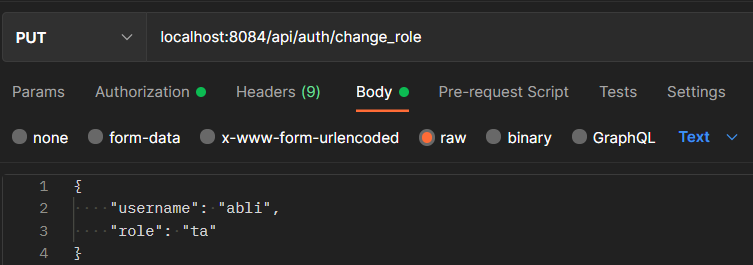 PUT localhost:8084/api/auth/change_role
Params Authorization Headers (9) Body Pre-request Script Tests Settings
none form-data x-www-form-urlencoded raw binary GraphQL Text
1 {
2 "username": "abli",
3 "role": "ta"
4 }